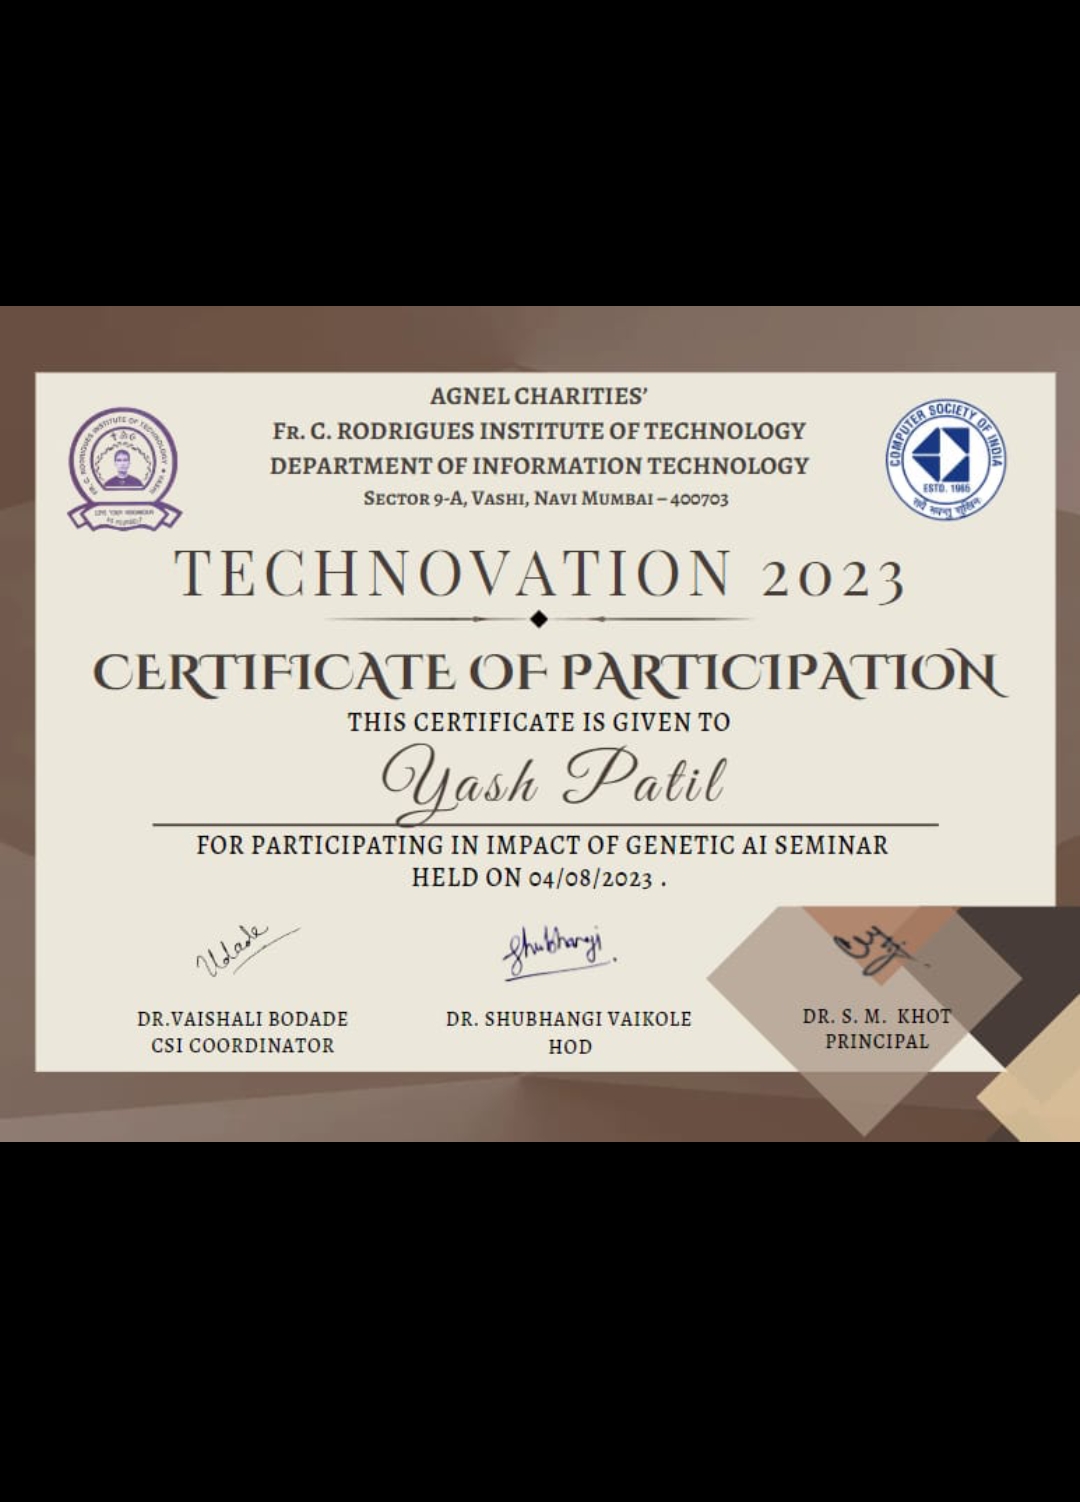 AGNEL CHARITIES'
FR. C. RODRIGUES INSTITUTE OF TECHNOLOGY
DEPARTMENT OF INFORMATION TECHNOLOGY
SECTOR 9-A, VASHI, NAVI MUMBAI – 400703
FR. C. RODRIGUES INSTITUTE OF TECHNOLOGY VASHI
COMPUTER SOCIETY OF INDIA
ESTD. 1965
TECHNOVATION 2023
CERTIFICATE OF PARTICIPATION
THIS CERTIFICATE IS GIVEN TO
Yash Patil
FOR PARTICIPATING IN IMPACT OF GENETIC AI SEMINAR
HELD ON 04/08/2023 .
Shubhangi
DR.VAISHALI BODADE
CSI COORDINATOR
DR. SHUBHANGI VAIKOLE
HOD
DR. S. M. KHOT
PRINCIPAL